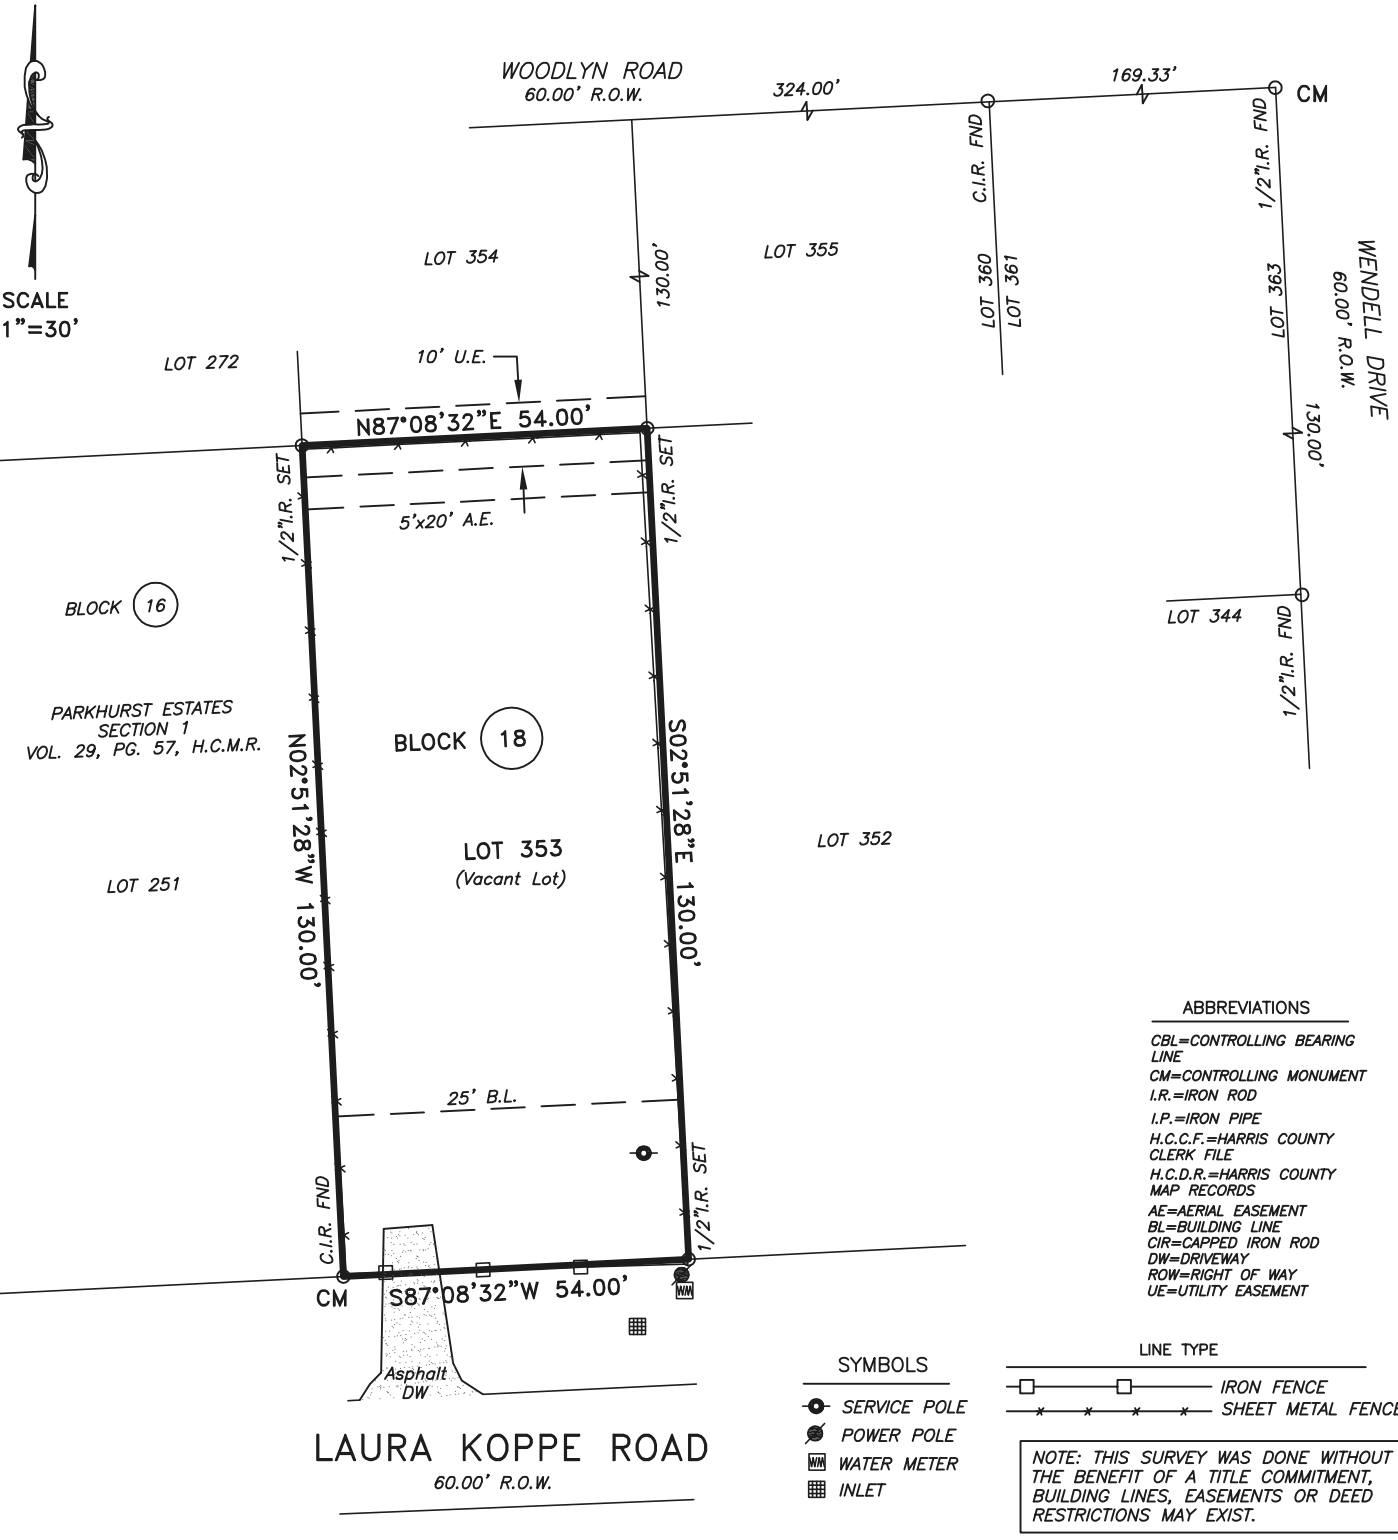 WOODLYN ROAD
60.00' R.O.W.
324.00'
169.33'
CM
C.I.R. FND
1/2"I.R. FND
SCALE
1"=30'
LOT 354
130.00'
LOT 355
LOT 360
LOT 361
LOT 363
WENDELL DRIVE
60.00' R.O.W.
LOT 272
10' U.E.
N87°08'32"E 54.00'
1/2"I.R. SET
1/2"I.R. SET
5'x20' A.E.
130.00'
BLOCK 16
LOT 344
1/2"I.R. FND
PARKHURST ESTATES
SECTION 1
VOL. 29, PG. 57, H.C.M.R.
N02°51'28"W 130.00'
BLOCK 18
S02°51'28"E 130.00'
LOT 353
(Vacant Lot)
LOT 352
LOT 251
25' B.L.
C.I.R. FND
1/2"I.R. SET
CM
S87°08'32"W 54.00'
WM
Asphalt
DW
LAURA KOPPE ROAD
60.00' R.O.W.
ABBREVIATIONS
CBL=CONTROLLING BEARING
LINE
CM=CONTROLLING MONUMENT
I.R.=IRON ROD
I.P.=IRON PIPE
H.C.C.F.=HARRIS COUNTY
CLERK FILE
H.C.D.R.=HARRIS COUNTY
MAP RECORDS
AE=AERIAL EASEMENT
BL=BUILDING LINE
CIR=CAPPED IRON ROD
DW=DRIVEWAY
ROW=RIGHT OF WAY
UE=UTILITY EASEMENT
SYMBOLS
SERVICE POLE
POWER POLE
WM WATER METER
INLET
LINE TYPE
IRON FENCE
SHEET METAL FENCE
NOTE: THIS SURVEY WAS DONE WITHOUT
THE BENEFIT OF A TITLE COMMITMENT,
BUILDING LINES, EASEMENTS OR DEED
RESTRICTIONS MAY EXIST.